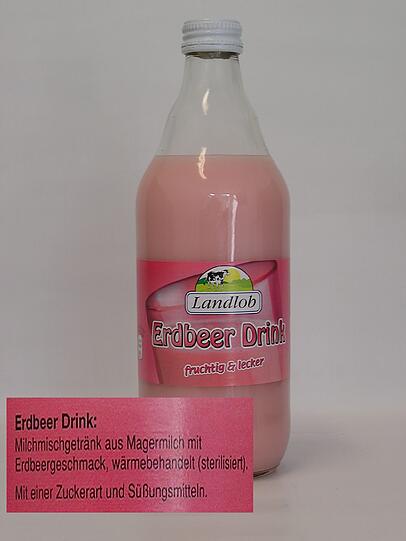 Landlob
Erdbeer Drink
fruchtig & lecker
Erdbeer Drink:
Milchmischgetränk aus Magermilch mit
Erdbeergeschmack, wärmebehandelt (sterilisiert).
Mit einer Zuckerart und Süßungsmitteln.